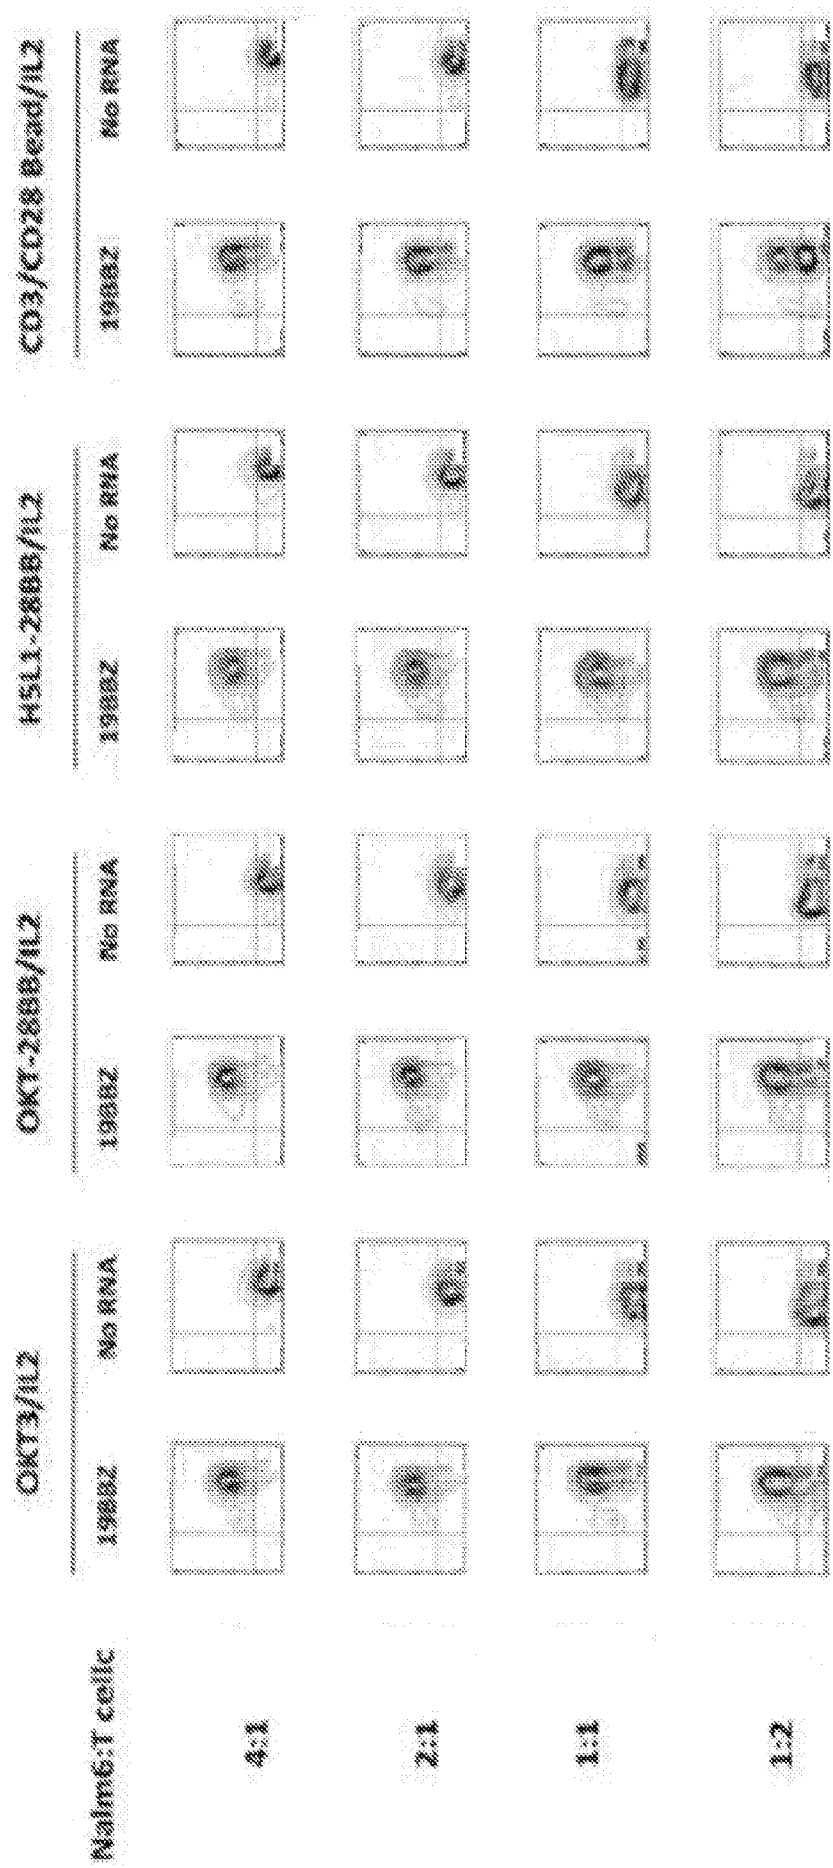 OKT3/IL2 OKT-28BB/IL2 HSL1-28BB/IL2 CD3/CD28 Bead/IL2
Nalm6:T cells 19BBZ No RNA 19BBZ No RNA 19BBZ No RNA 19BBZ No RNA
4:1
2:1
1:1
1:2